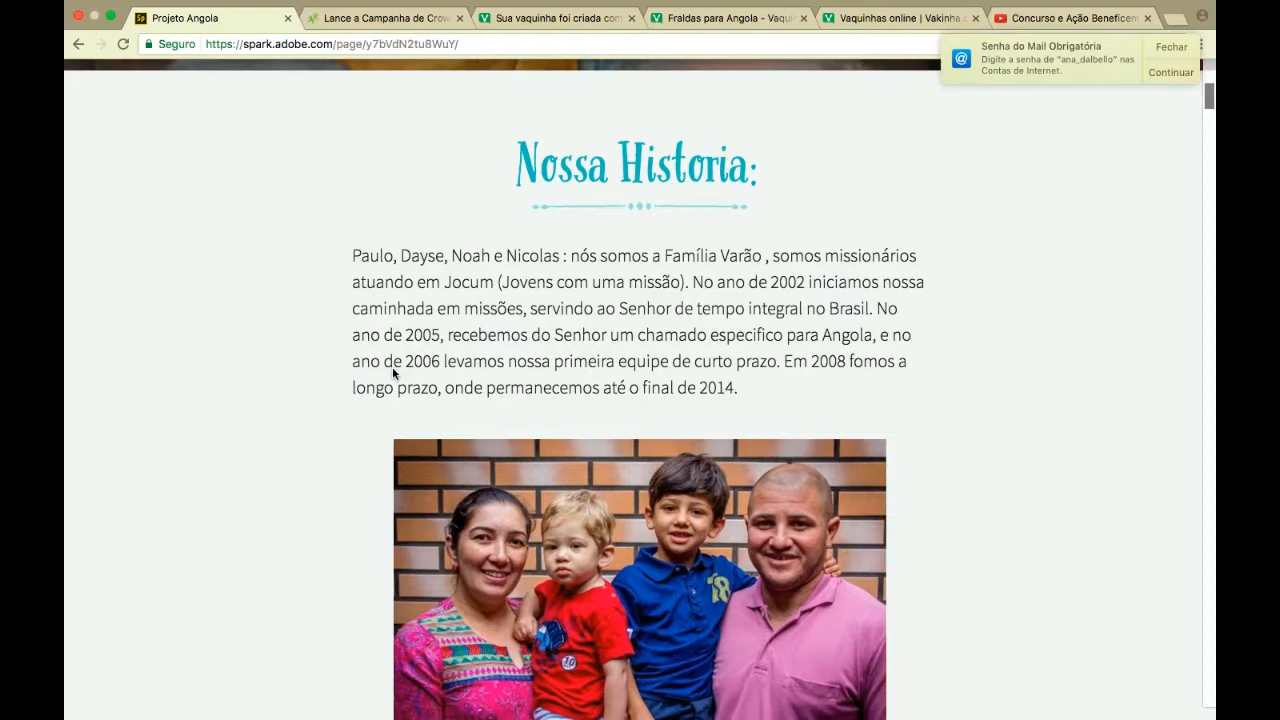 Projeto Angola
Lance a Campanha de Crow
Sua vaquinha foi criada com
Fraldas para Angola - Vaqui
Vaquinhas online | Vakinha.c
Concurso e Ação Beneficen
Seguro
https://spark.adobe.com/page/y7bVdN2tu8WuY/
Senha do Mail Obrigatória
Digite a senha de “ana_dalbello” nas
Contas de Internet.
Fechar
Continuar
Nossa Historia:
Paulo, Dayse, Noah e Nicolas : nós somos a Família Varão , somos missionários
atuando em Jocum (Jovens com uma missão). No ano de 2002 iniciamos nossa
caminhada em missões, servindo ao Senhor de tempo integral no Brasil. No
ano de 2005, recebemos do Senhor um chamado especifico para Angola, e no
ano de 2006 levamos nossa primeira equipe de curto prazo. Em 2008 fomos a
longo prazo, onde permanecemos até o final de 2014.
18